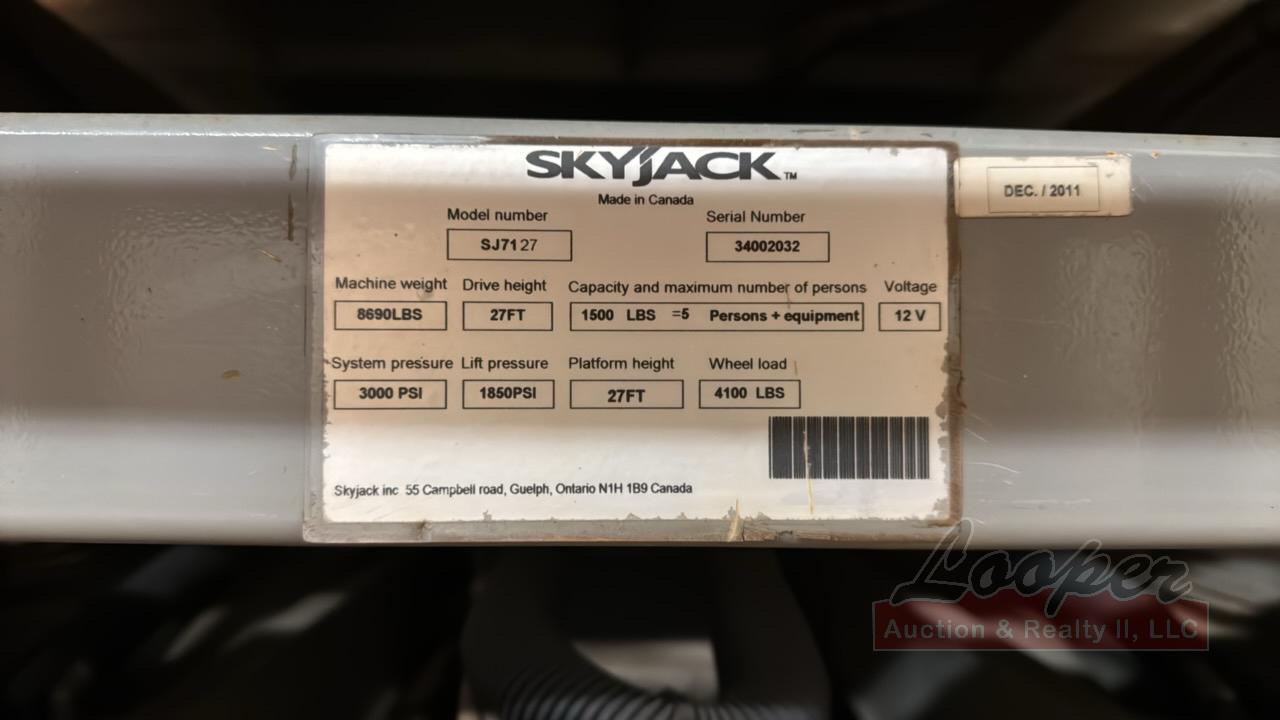 SKYJACK™
Made in Canada
DEC. / 2011
Model number Serial Number
SJ7127 34002032
Machine weight Drive height Capacity and maximum number of persons Voltage
8690LBS 27FT 1500 LBS =5 Persons + equipment 12 V
System pressure Lift pressure Platform height Wheel load
3000 PSI 1850PSI 27FT 4100 LBS
Skyjack inc 55 Campbell road, Guelph, Ontario N1H 1B9 Canada
Looper
Auction & Realty II, LLC